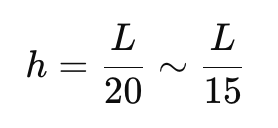 h = L/20 ∼ L/15